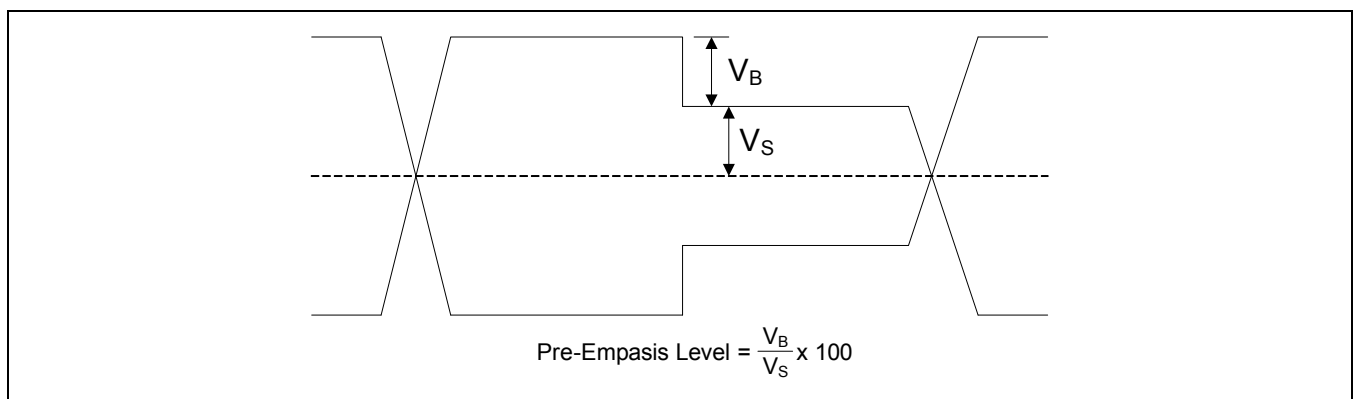 V_B
V_S
Pre-Empasis Level = V_B/V_S x 100